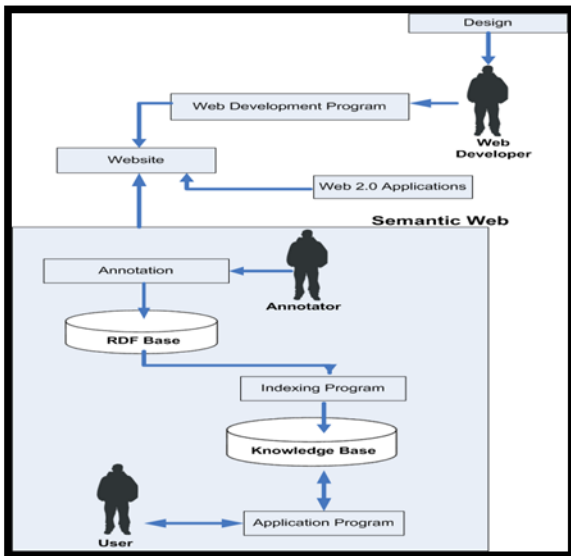 Design
Web Development Program
Web
Developer
Website
Web 2.0 Applications
Semantic Web
Annotation
Annotator
RDF Base
Indexing Program
Knowledge Base
User
Application Program